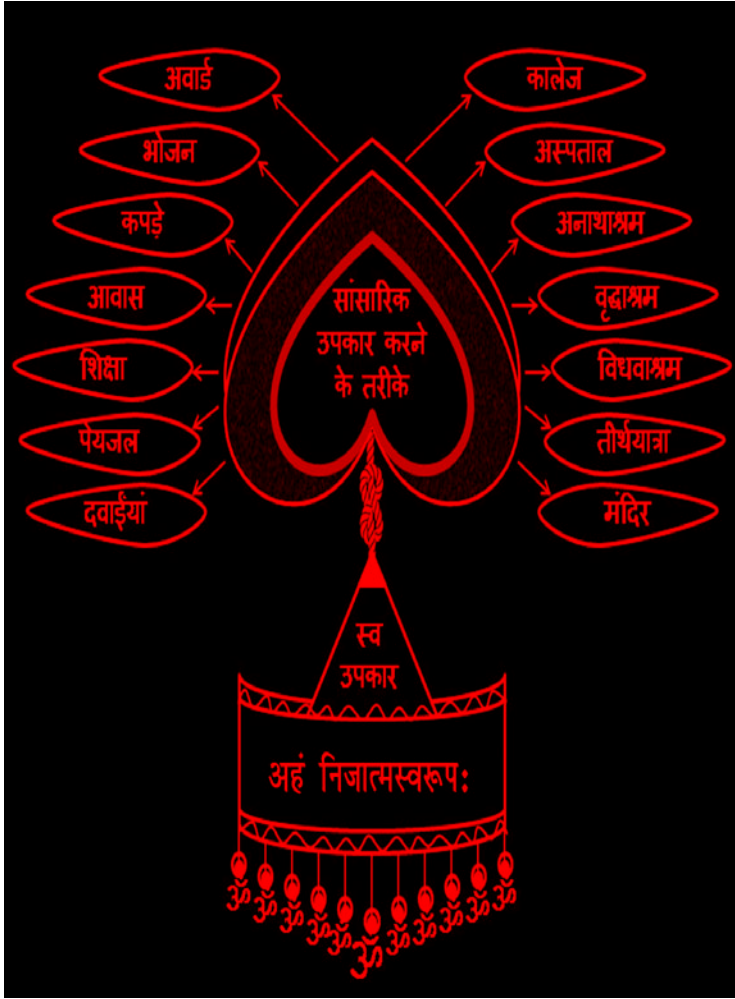 अवार्ड
भोजन
कपड़े
आवास
शिक्षा
पेयजल
दवाईयां
कालेज
अस्पताल
अनाथाश्रम
वृद्धाश्रम
विधवाश्रम
तीर्थयात्रा
मंदिर
सांसारिक
उपकार करने
के तरीके
स्व
उपकार
अहं निजात्मस्वरूप:
ॐ ॐ ॐ ॐ ॐ ॐ ॐ ॐ ॐ ॐ ॐ